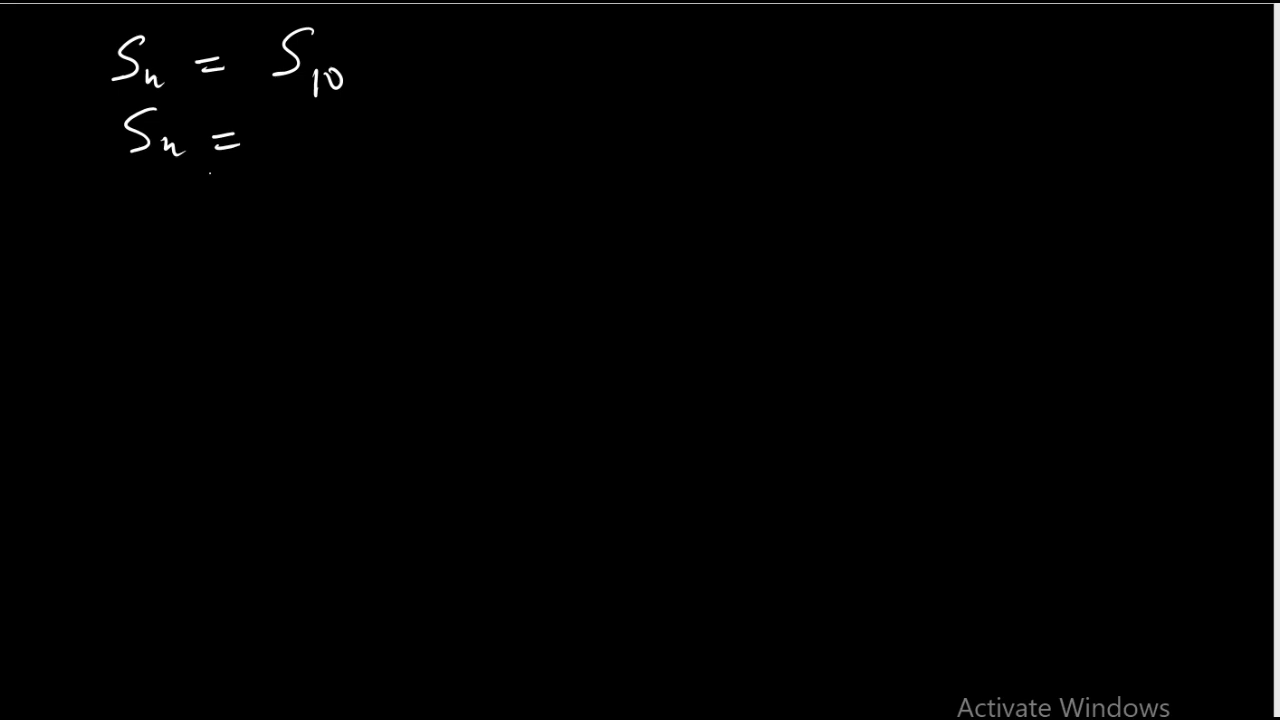 Sn = S10
Sn =
Activate Windows